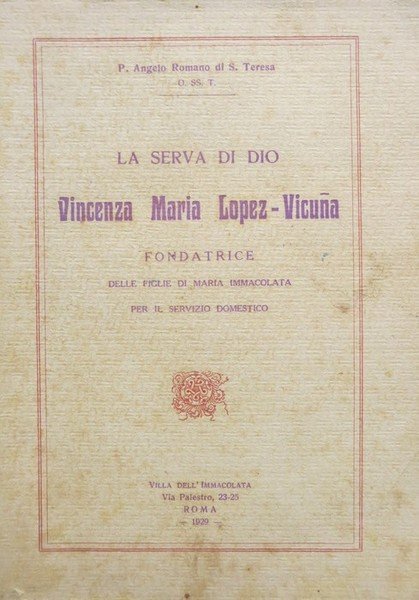 P. Angelo Romano di S. Teresa
O. SS. T.
LA SERVA DI DIO
Vincenza Maria Lopez-Vicuña
FONDATRICE
DELLE FIGLIE DI MARIA IMMACOLATA
PER IL SERVIZIO DOMESTICO
VILLA DELL'IMMACOLATA
Via Palestro, 23-25
ROMA
— 1929 —